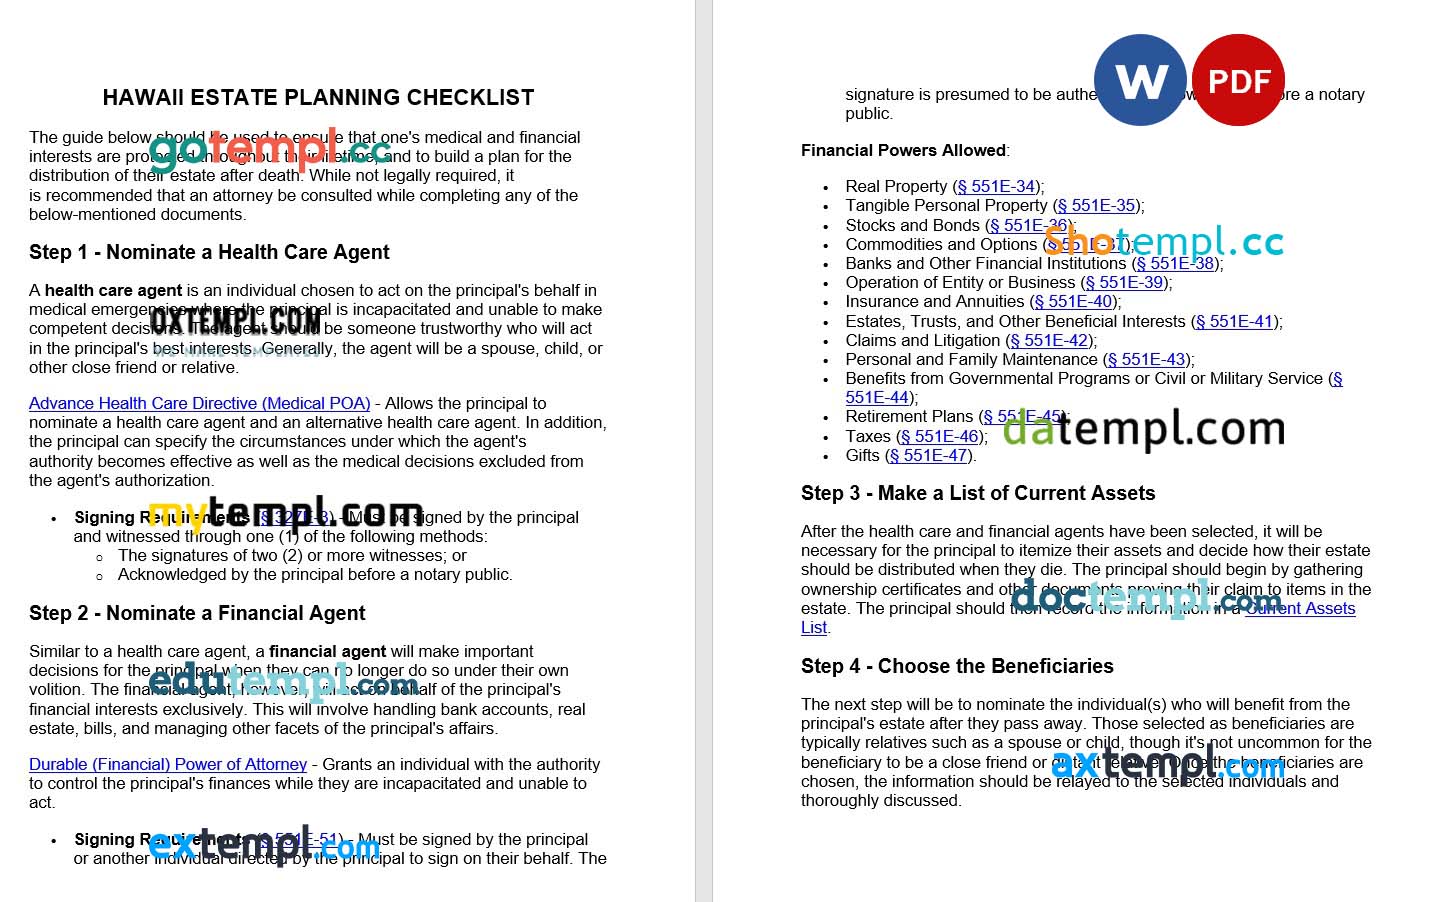 HAWAII ESTATE PLANNING CHECKLIST
The guide below should be used to ensure that one's medical and financial
interests are protected throughout their lifetime, and to build a plan for the
gotempl.cc
distribution of their estate after death. While not legally required, it
is recommended that an attorney be consulted while completing any of the
below-mentioned documents.
Step 1 - Nominate a Health Care Agent
A health care agent is an individual chosen to act on the principal's behalf in
medical emergencies where the principal is incapacitated and unable to make
OXTEMPL.COM
competent decisions. The agent should be someone trustworthy who will act
WE MAKE TEMPLATES
in the principal's best interests. Generally, the agent will be a spouse, child, or
other close friend or relative.
Advance Health Care Directive (Medical POA) - Allows the principal to
nominate a health care agent and an alternative health care agent. In addition,
the principal can specify the circumstances under which the agent's
authority becomes effective as well as the medical decisions excluded from
the agent's authorization.
mytempl.com
• Signing Requirements (§ 327E-3) - Must be signed by the principal
and witnessed through one (1) of the following methods:
o The signatures of two (2) or more witnesses; or
o Acknowledged by the principal before a notary public.
Step 2 - Nominate a Financial Agent
Similar to a health care agent, a financial agent will make important
decisions for the principal when they can no longer do so under their own
edutempl.com
volition. The financial agent, however, will act on behalf of the principal's
financial interests exclusively. This will involve handling bank accounts, real
estate, bills, and managing other facets of the principal's affairs.
Durable (Financial) Power of Attorney - Grants an individual with the authority
to control the principal's finances while they are incapacitated and unable to
act.
• Signing Requirements (§ 551E-51) - Must be signed by the principal
extempl.com
or another individual directed by the principal to sign on their behalf. The
W PDF
signature is presumed to be before a notary
public.
Financial Powers Allowed:
• Real Property (§ 551E-34);
• Tangible Personal Property (§ 551E-35);
• Stocks and Bonds (§ 551E-36);
Shotempl.cc
• Commodities and Options (§ 551E-37);
• Banks and Other Financial Institutions (§ 551E-38);
• Operation of Entity or Business (§ 551E-39);
• Insurance and Annuities (§ 551E-40);
• Estates, Trusts, and Other Beneficial Interests (§ 551E-41);
• Claims and Litigation (§ 551E-42);
• Personal and Family Maintenance (§ 551E-43);
• Benefits from Governmental Programs or Civil or Military Service (§
551E-44);
• Retirement Plans (§ 551E-45);
datempl.com
• Taxes (§ 551E-46);
• Gifts (§ 551E-47).
Step 3 - Make a List of Current Assets
After the health care and financial agents have been selected, it will be
necessary for the principal to itemize their assets and decide how their estate
should be distributed when they die. The principal should begin by gathering
ownership certificates and other documents proving their claim to items in the
doctempl.com
estate. The principal should then record the information in a Current Assets
List.
Step 4 - Choose the Beneficiaries
The next step will be to nominate the individual(s) who will benefit from the
principal's estate after they pass away. Those selected as beneficiaries are
typically relatives such as a spouse or child, though it's not uncommon for the
beneficiary to be a close friend or distant relative. Once the beneficiaries are
axtempl.com
chosen, the information should be relayed to the selected individuals and
thoroughly discussed.